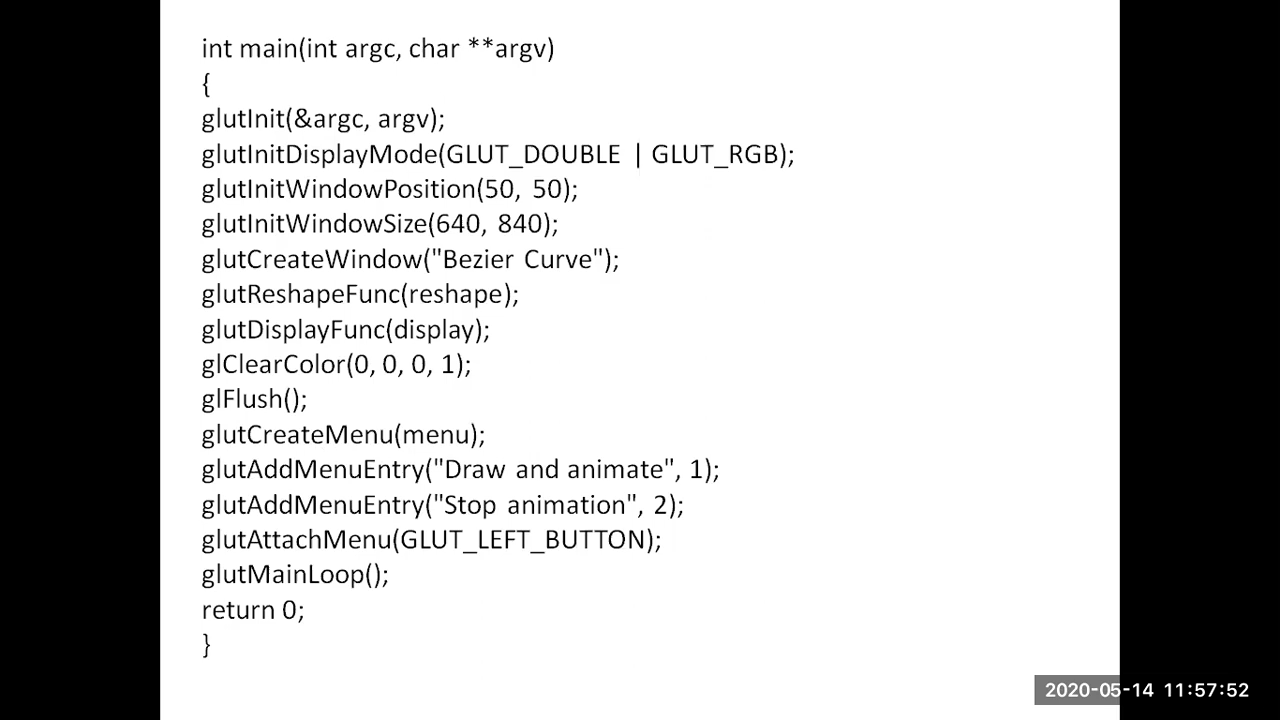 int main(int argc, char **argv)
{
glutInit(&argc, argv);
glutInitDisplayMode(GLUT_DOUBLE | GLUT_RGB);
glutInitWindowPosition(50, 50);
glutInitWindowSize(640, 840);
glutCreateWindow("Bezier Curve");
glutReshapeFunc(reshape);
glutDisplayFunc(display);
glClearColor(0, 0, 0, 1);
glFlush();
glutCreateMenu(menu);
glutAddMenuEntry("Draw and animate", 1);
glutAddMenuEntry("Stop animation", 2);
glutAttachMenu(GLUT_LEFT_BUTTON);
glutMainLoop();
return 0;
}
2020-05-14 11:57:52